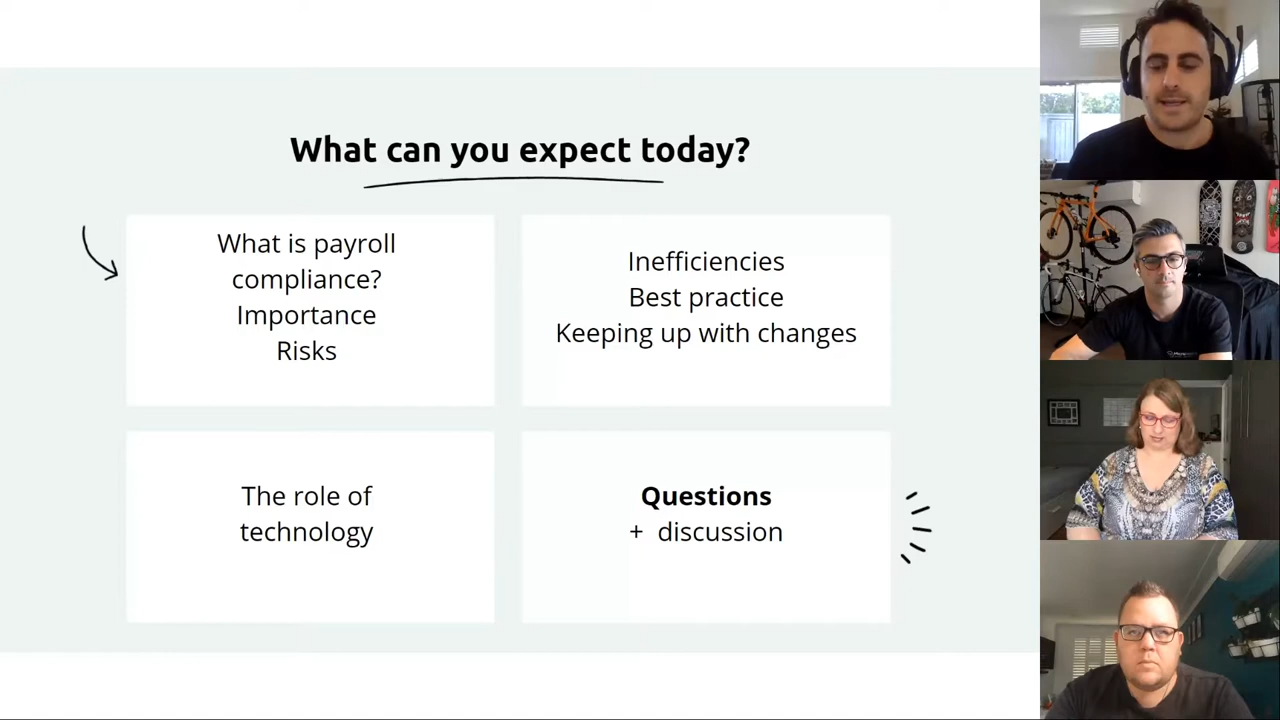 What can you expect today?
What is payroll
compliance?
Importance
Risks
Inefficiencies
Best practice
Keeping up with changes
The role of
technology
Questions
+ discussion